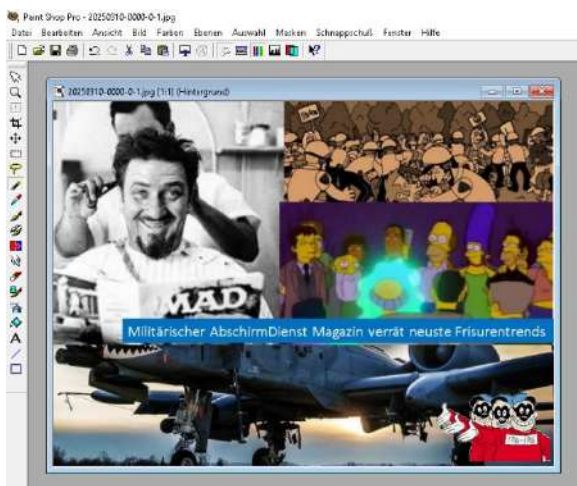 Paint Shop Pro - 20250310-0000-0-1.jpg
Datei Bearbeiten Ansicht Bild Farben Ebenen Auswahl Masken Schnappschuß Fenster Hilfe
20250310-0000-0-1.jpg [1:1] (Hintergrund)
MAD
Militärischer AbschirmDienst Magazin verrät neuste Frisurentrends